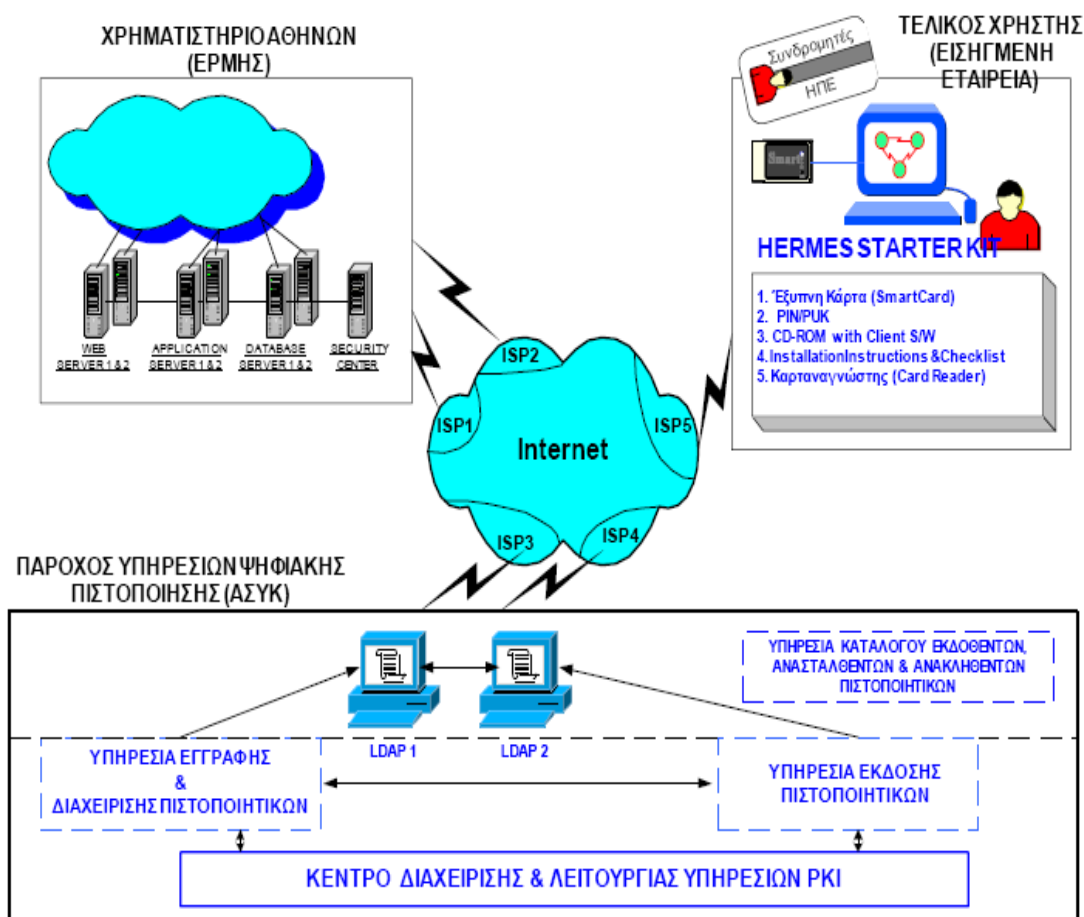 ΧΡΗΜΑΤΙΣΤΗΡΙΟ ΑΘΗΝΩΝ
(ΕΡΜΗΣ)
WEB
SERVER 1 & 2
APPLICATION
SERVER 1 & 2
DATABASE
SERVER 1 & 2
SECURITY
CENTER
ΤΕΛΙΚΟΣ ΧΡΗΣΤΗΣ
(ΕΙΣΗΓΜΕΝΗ
ΕΤΑΙΡΕΙΑ)
Συνδρομητές
ΗΠΕ
Smart
HERMES STARTER KIT
1. Έξυπνη Κάρτα (SmartCard)
2. PIN/PUK
3. CD-ROM with Client S/W
4.InstallationInstructions &Checklist
5. Καρταναγνώστης (Card Reader)
ISP2
ISP1
ISP5
Internet
ISP3
ISP4
ΠΑΡΟΧΟΣ ΥΠΗΡΕΣΙΩΝ ΨΗΦΙΑΚΗΣ
ΠΙΣΤΟΠΟΙΗΣΗΣ (ΑΣΥΚ)
LDAP 1
LDAP 2
ΥΠΗΡΕΣΙΑ ΚΑΤΑΛΟΓΟΥ ΕΚΔΟΘΕΝΤΩΝ,
ΑΝΑΣΤΑΛΘΕΝΤΩΝ & ΑΝΑΚΛΗΘΕΝΤΩΝ
ΠΙΣΤΟΠΟΙΗΤΙΚΩΝ
ΥΠΗΡΕΣΙΑ ΕΓΓΡΑΦΗΣ
&
ΔΙΑΧΕΙΡΙΣΗΣ ΠΙΣΤΟΠΟΙΗΤΙΚΩΝ
ΥΠΗΡΕΣΙΑ ΕΚΔΟΣΗΣ
ΠΙΣΤΟΠΟΙΗΤΙΚΩΝ
ΚΕΝΤΡΟ ΔΙΑΧΕΙΡΙΣΗΣ & ΛΕΙΤΟΥΡΓΙΑΣ ΥΠΗΡΕΣΙΩΝ PKI